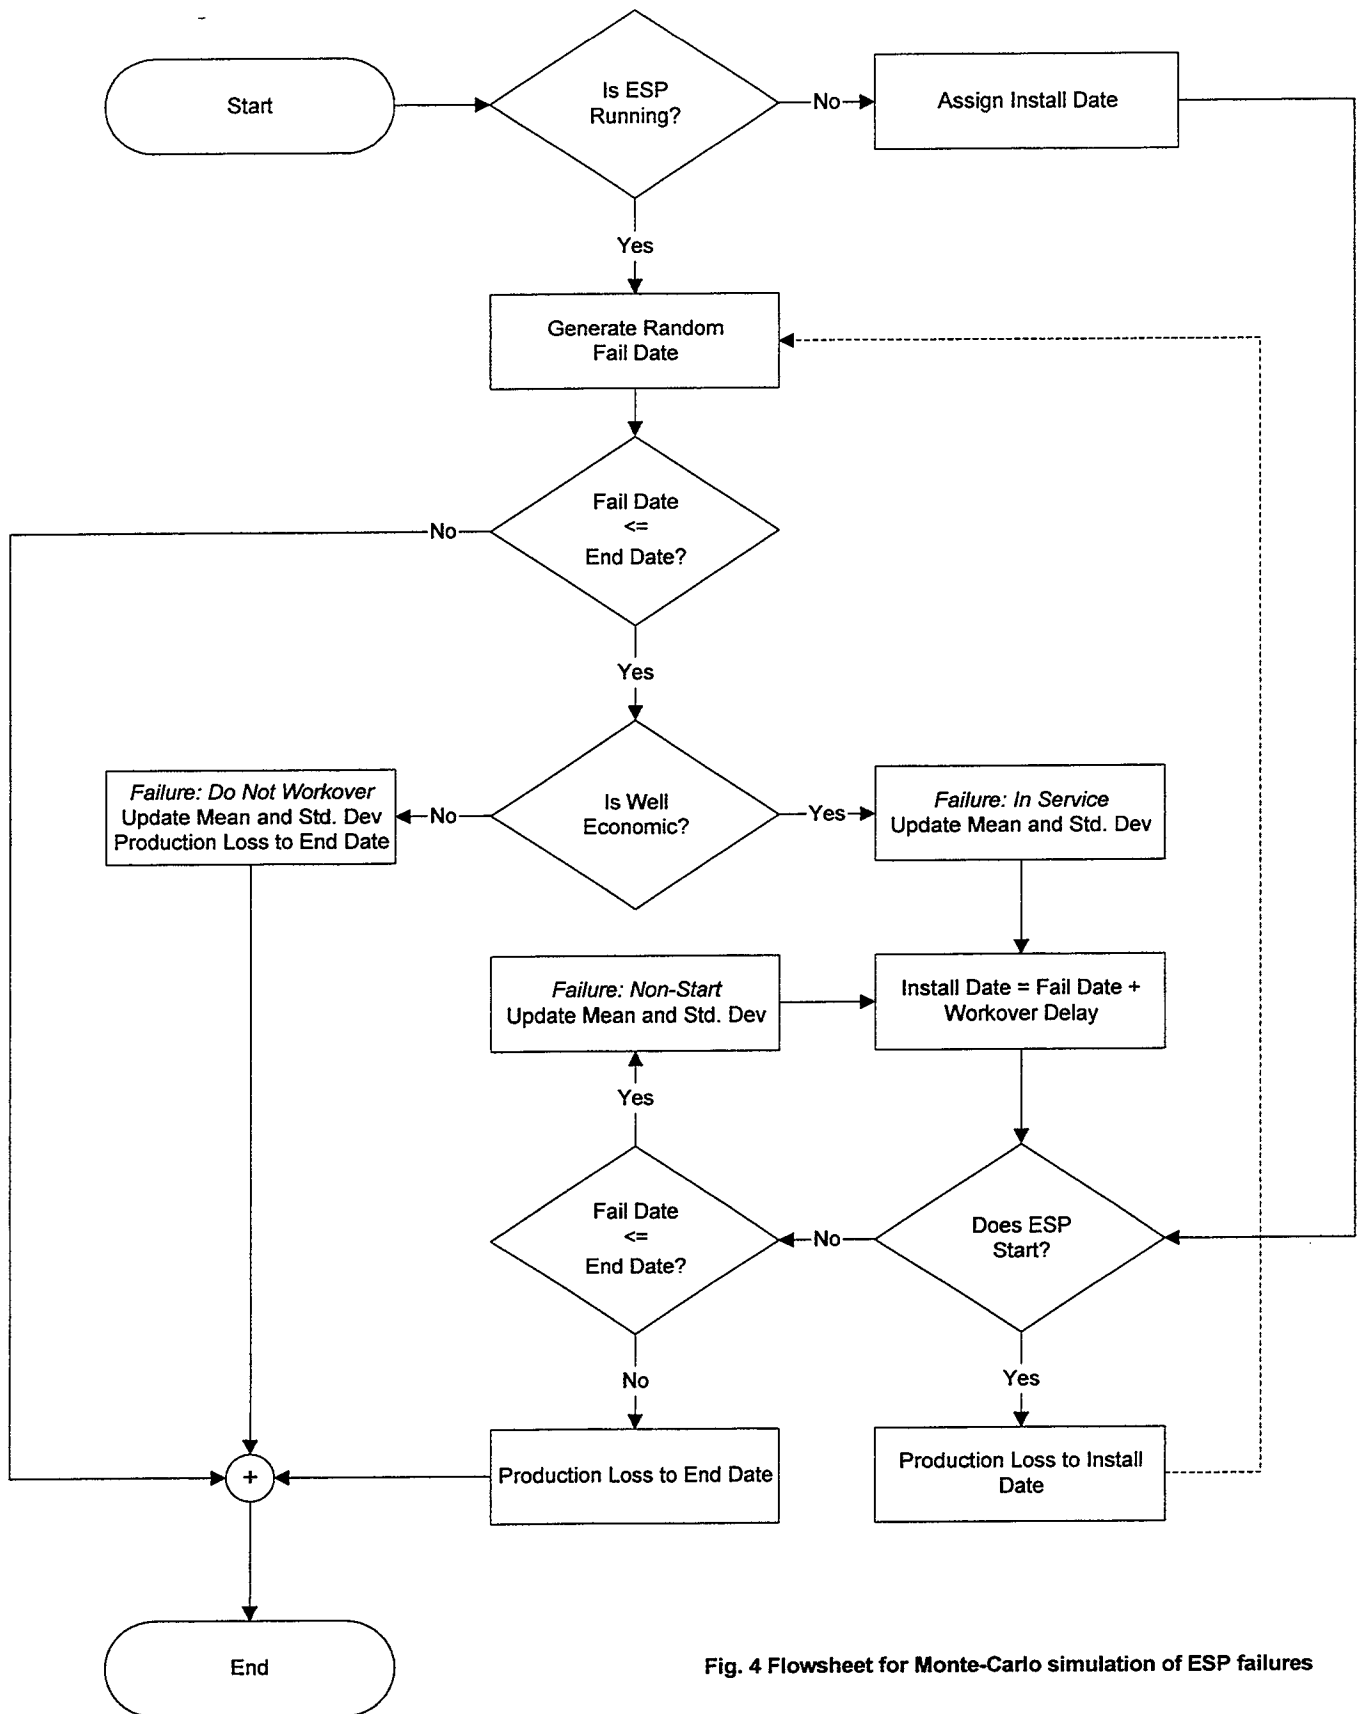 Start
Is ESP
Running?
No
Assign Install Date
Yes
Generate Random
Fail Date
Fail Date
<=
End Date?
No
Yes
Is Well
Economic?
No
Failure: Do Not Workover
Update Mean and Std. Dev
Production Loss to End Date
Yes
Failure: In Service
Update Mean and Std. Dev
Failure: Non-Start
Update Mean and Std. Dev
Install Date = Fail Date +
Workover Delay
Yes
Fail Date
<=
End Date?
No
Does ESP
Start?
No
Yes
Production Loss to End Date
Production Loss to Install
Date
+
End
Fig. 4 Flowsheet for Monte-Carlo simulation of ESP failures